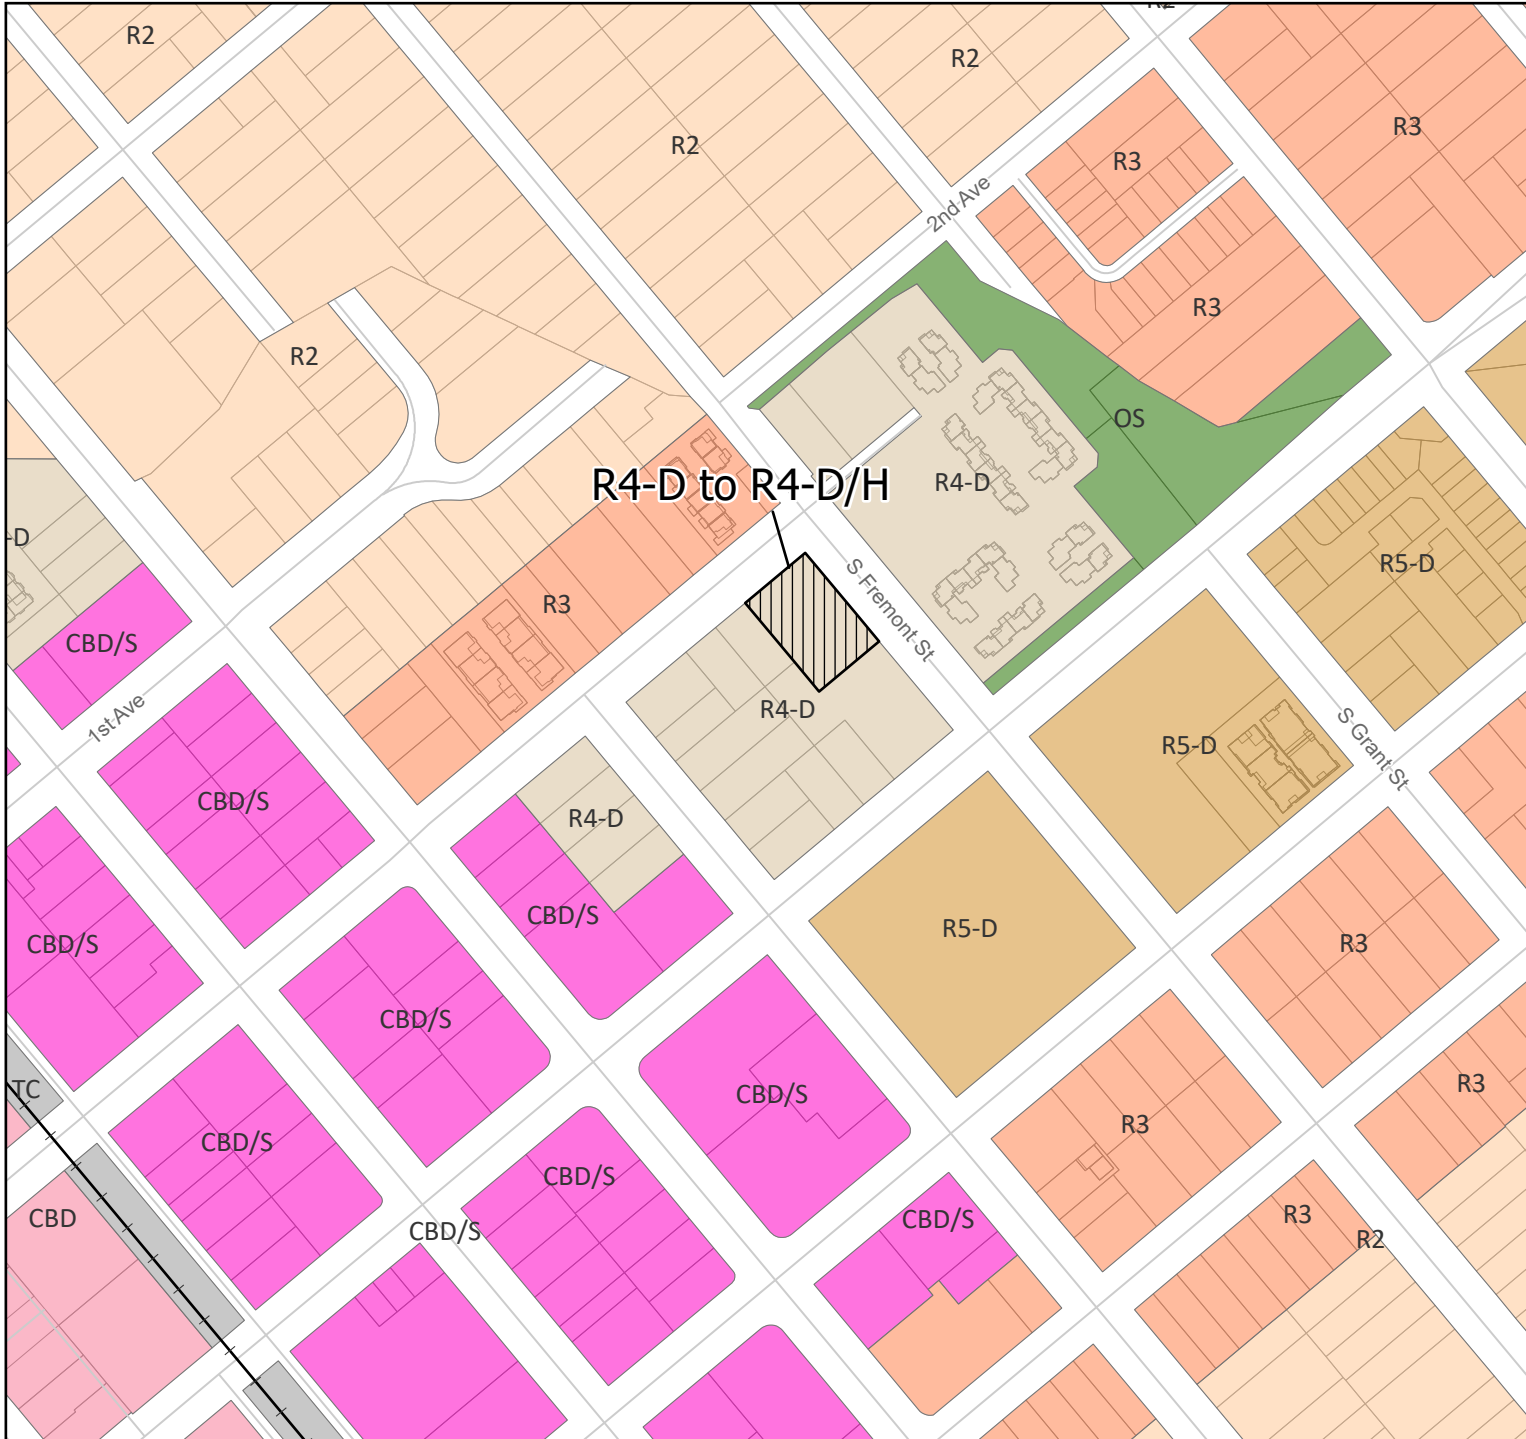 R2
R2
R2
R3
R2
R3
2nd Ave
R3
R2
OS
R4-D to R4-D/H
R4-D
-D
R5-D
R3
S Fremont St
CBD/S
R4-D
1st Ave
R5-D
S Grant St
CBD/S
R4-D
CBD/S
R5-D
CBD/S
R3
CBD/S
TC
CBD/S
R3
R3
CBD/S
CBD/S
CBD
CBD/S
CBD/S
R3
R2